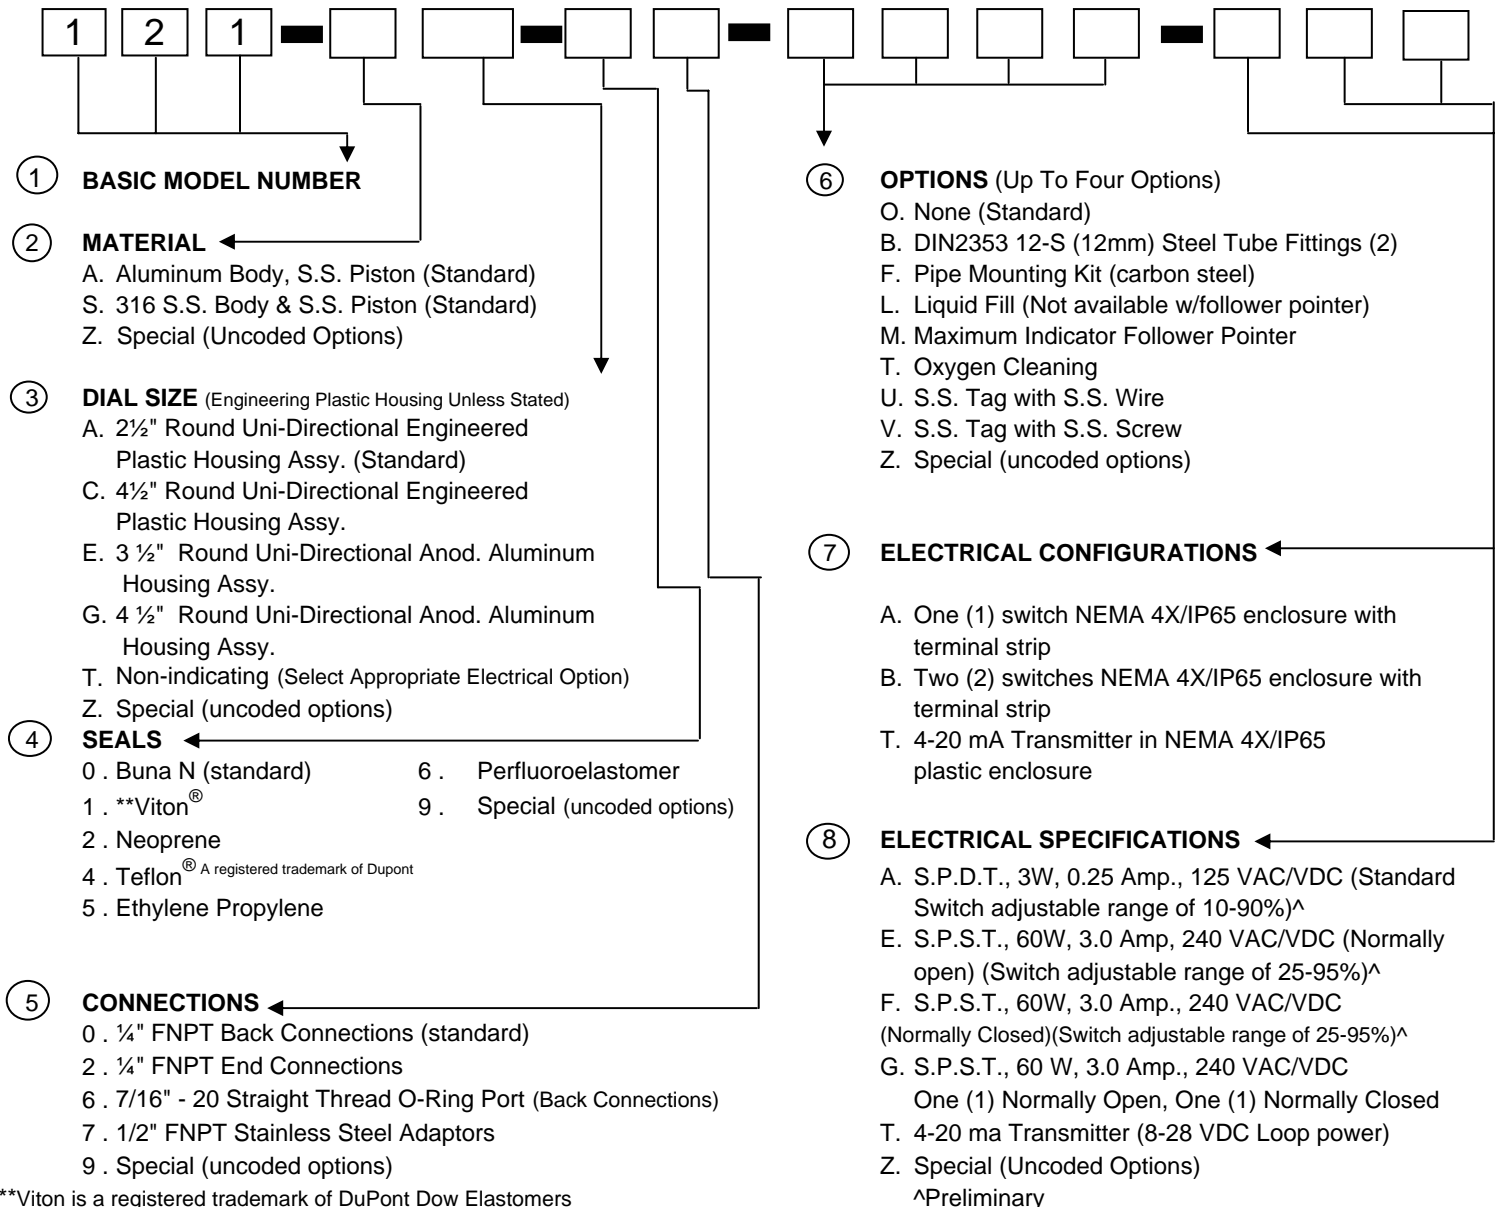 1 2 1
1 BASIC MODEL NUMBER
2 MATERIAL
A. Aluminum Body, S.S. Piston (Standard)
S. 316 S.S. Body & S.S. Piston (Standard)
Z. Special (Uncoded Options)
3 DIAL SIZE (Engineering Plastic Housing Unless Stated)
A. 2½" Round Uni-Directional Engineered
Plastic Housing Assy. (Standard)
C. 4½" Round Uni-Directional Engineered
Plastic Housing Assy.
E. 3 ½" Round Uni-Directional Anod. Aluminum
Housing Assy.
G. 4 ½" Round Uni-Directional Anod. Aluminum
Housing Assy.
T. Non-indicating (Select Appropriate Electrical Option)
Z. Special (uncoded options)
4 SEALS
0 . Buna N (standard) 6 . Perfluoroelastomer
1 . **Viton® 9 . Special (uncoded options)
2 . Neoprene
4 . Teflon® A registered trademark of Dupont
5 . Ethylene Propylene
5 CONNECTIONS
0 . ¼" FNPT Back Connections (standard)
2 . ¼" FNPT End Connections
6 . 7/16" - 20 Straight Thread O-Ring Port (Back Connections)
7 . 1/2" FNPT Stainless Steel Adaptors
9 . Special (uncoded options)
**Viton is a registered trademark of DuPont Dow Elastomers
6 OPTIONS (Up To Four Options)
O. None (Standard)
B. DIN2353 12-S (12mm) Steel Tube Fittings (2)
F. Pipe Mounting Kit (carbon steel)
L. Liquid Fill (Not available w/follower pointer)
M. Maximum Indicator Follower Pointer
T. Oxygen Cleaning
U. S.S. Tag with S.S. Wire
V. S.S. Tag with S.S. Screw
Z. Special (uncoded options)
7 ELECTRICAL CONFIGURATIONS
A. One (1) switch NEMA 4X/IP65 enclosure with
terminal strip
B. Two (2) switches NEMA 4X/IP65 enclosure with
terminal strip
T. 4-20 mA Transmitter in NEMA 4X/IP65
plastic enclosure
8 ELECTRICAL SPECIFICATIONS
A. S.P.D.T., 3W, 0.25 Amp., 125 VAC/VDC (Standard
Switch adjustable range of 10-90%)^
E. S.P.S.T., 60W, 3.0 Amp, 240 VAC/VDC (Normally
open) (Switch adjustable range of 25-95%)^
F. S.P.S.T., 60W, 3.0 Amp., 240 VAC/VDC
(Normally Closed)(Switch adjustable range of 25-95%)^
G. S.P.S.T., 60 W, 3.0 Amp., 240 VAC/VDC
One (1) Normally Open, One (1) Normally Closed
T. 4-20 ma Transmitter (8-28 VDC Loop power)
Z. Special (Uncoded Options)
^Preliminary